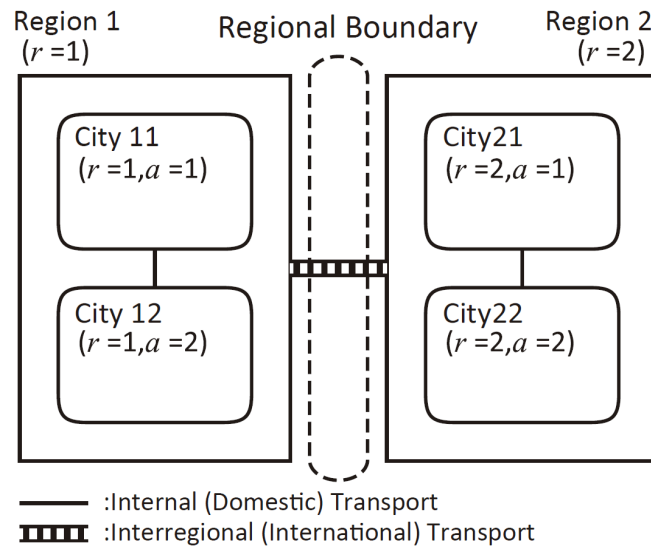 Region 1
(r =1)
Regional Boundary
Region 2
(r =2)
City 11
(r =1,a =1)
City21
(r =2,a =1)
City 12
(r =1,a =2)
City22
(r =2,a =2)
:Internal (Domestic) Transport
:Interregional (International) Transport